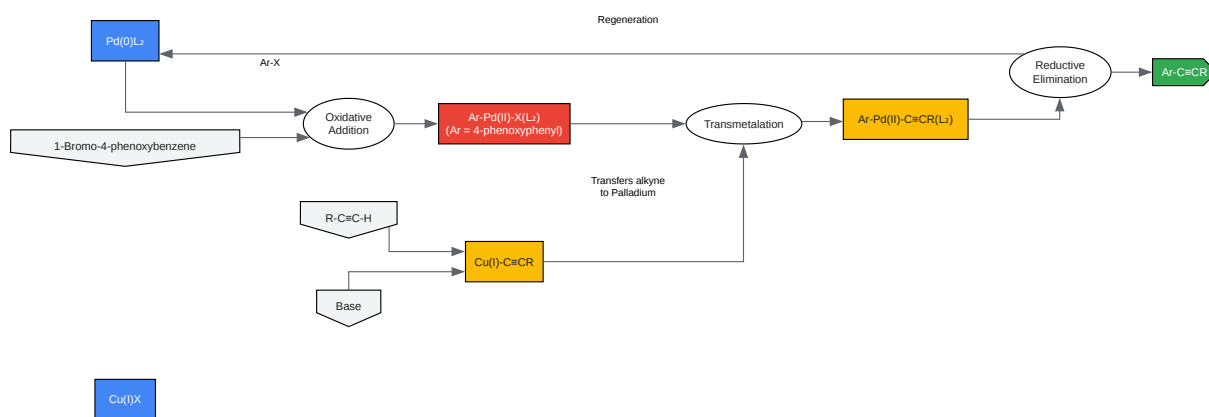 Regeneration
Pd(0)L₂
Ar-X
Reductive
Elimination
Ar-C≡CR
Oxidative
Addition
Ar-Pd(II)-X(L₂)
(Ar = 4-phenoxyphenyl)
Transmetalation
Ar-Pd(II)-C≡CR(L₂)
1-Bromo-4-phenoxybenzene
Transfers alkyne
to Palladium
R-C≡C-H
Cu(I)-C≡CR
Base
Cu(I)X